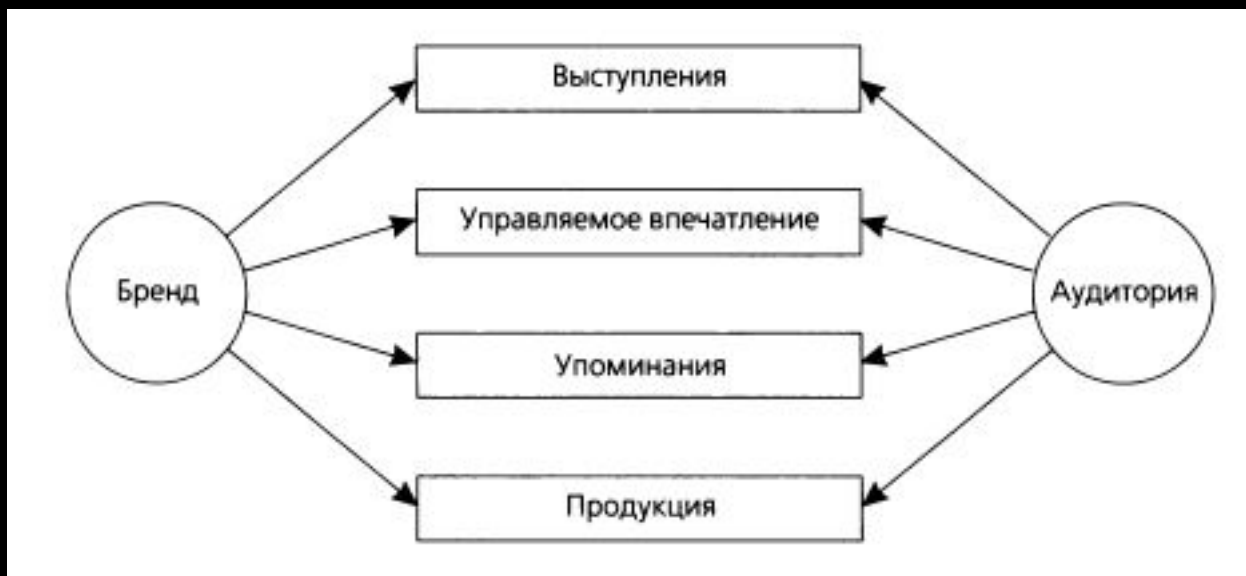 Выступления
Управляемое впечатление
Бренд
Аудитория
Упоминания
Продукция